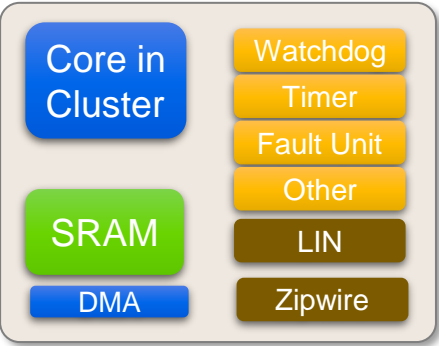 Core in
Cluster
SRAM
DMA
Watchdog
Timer
Fault Unit
Other
LIN
Zipwire